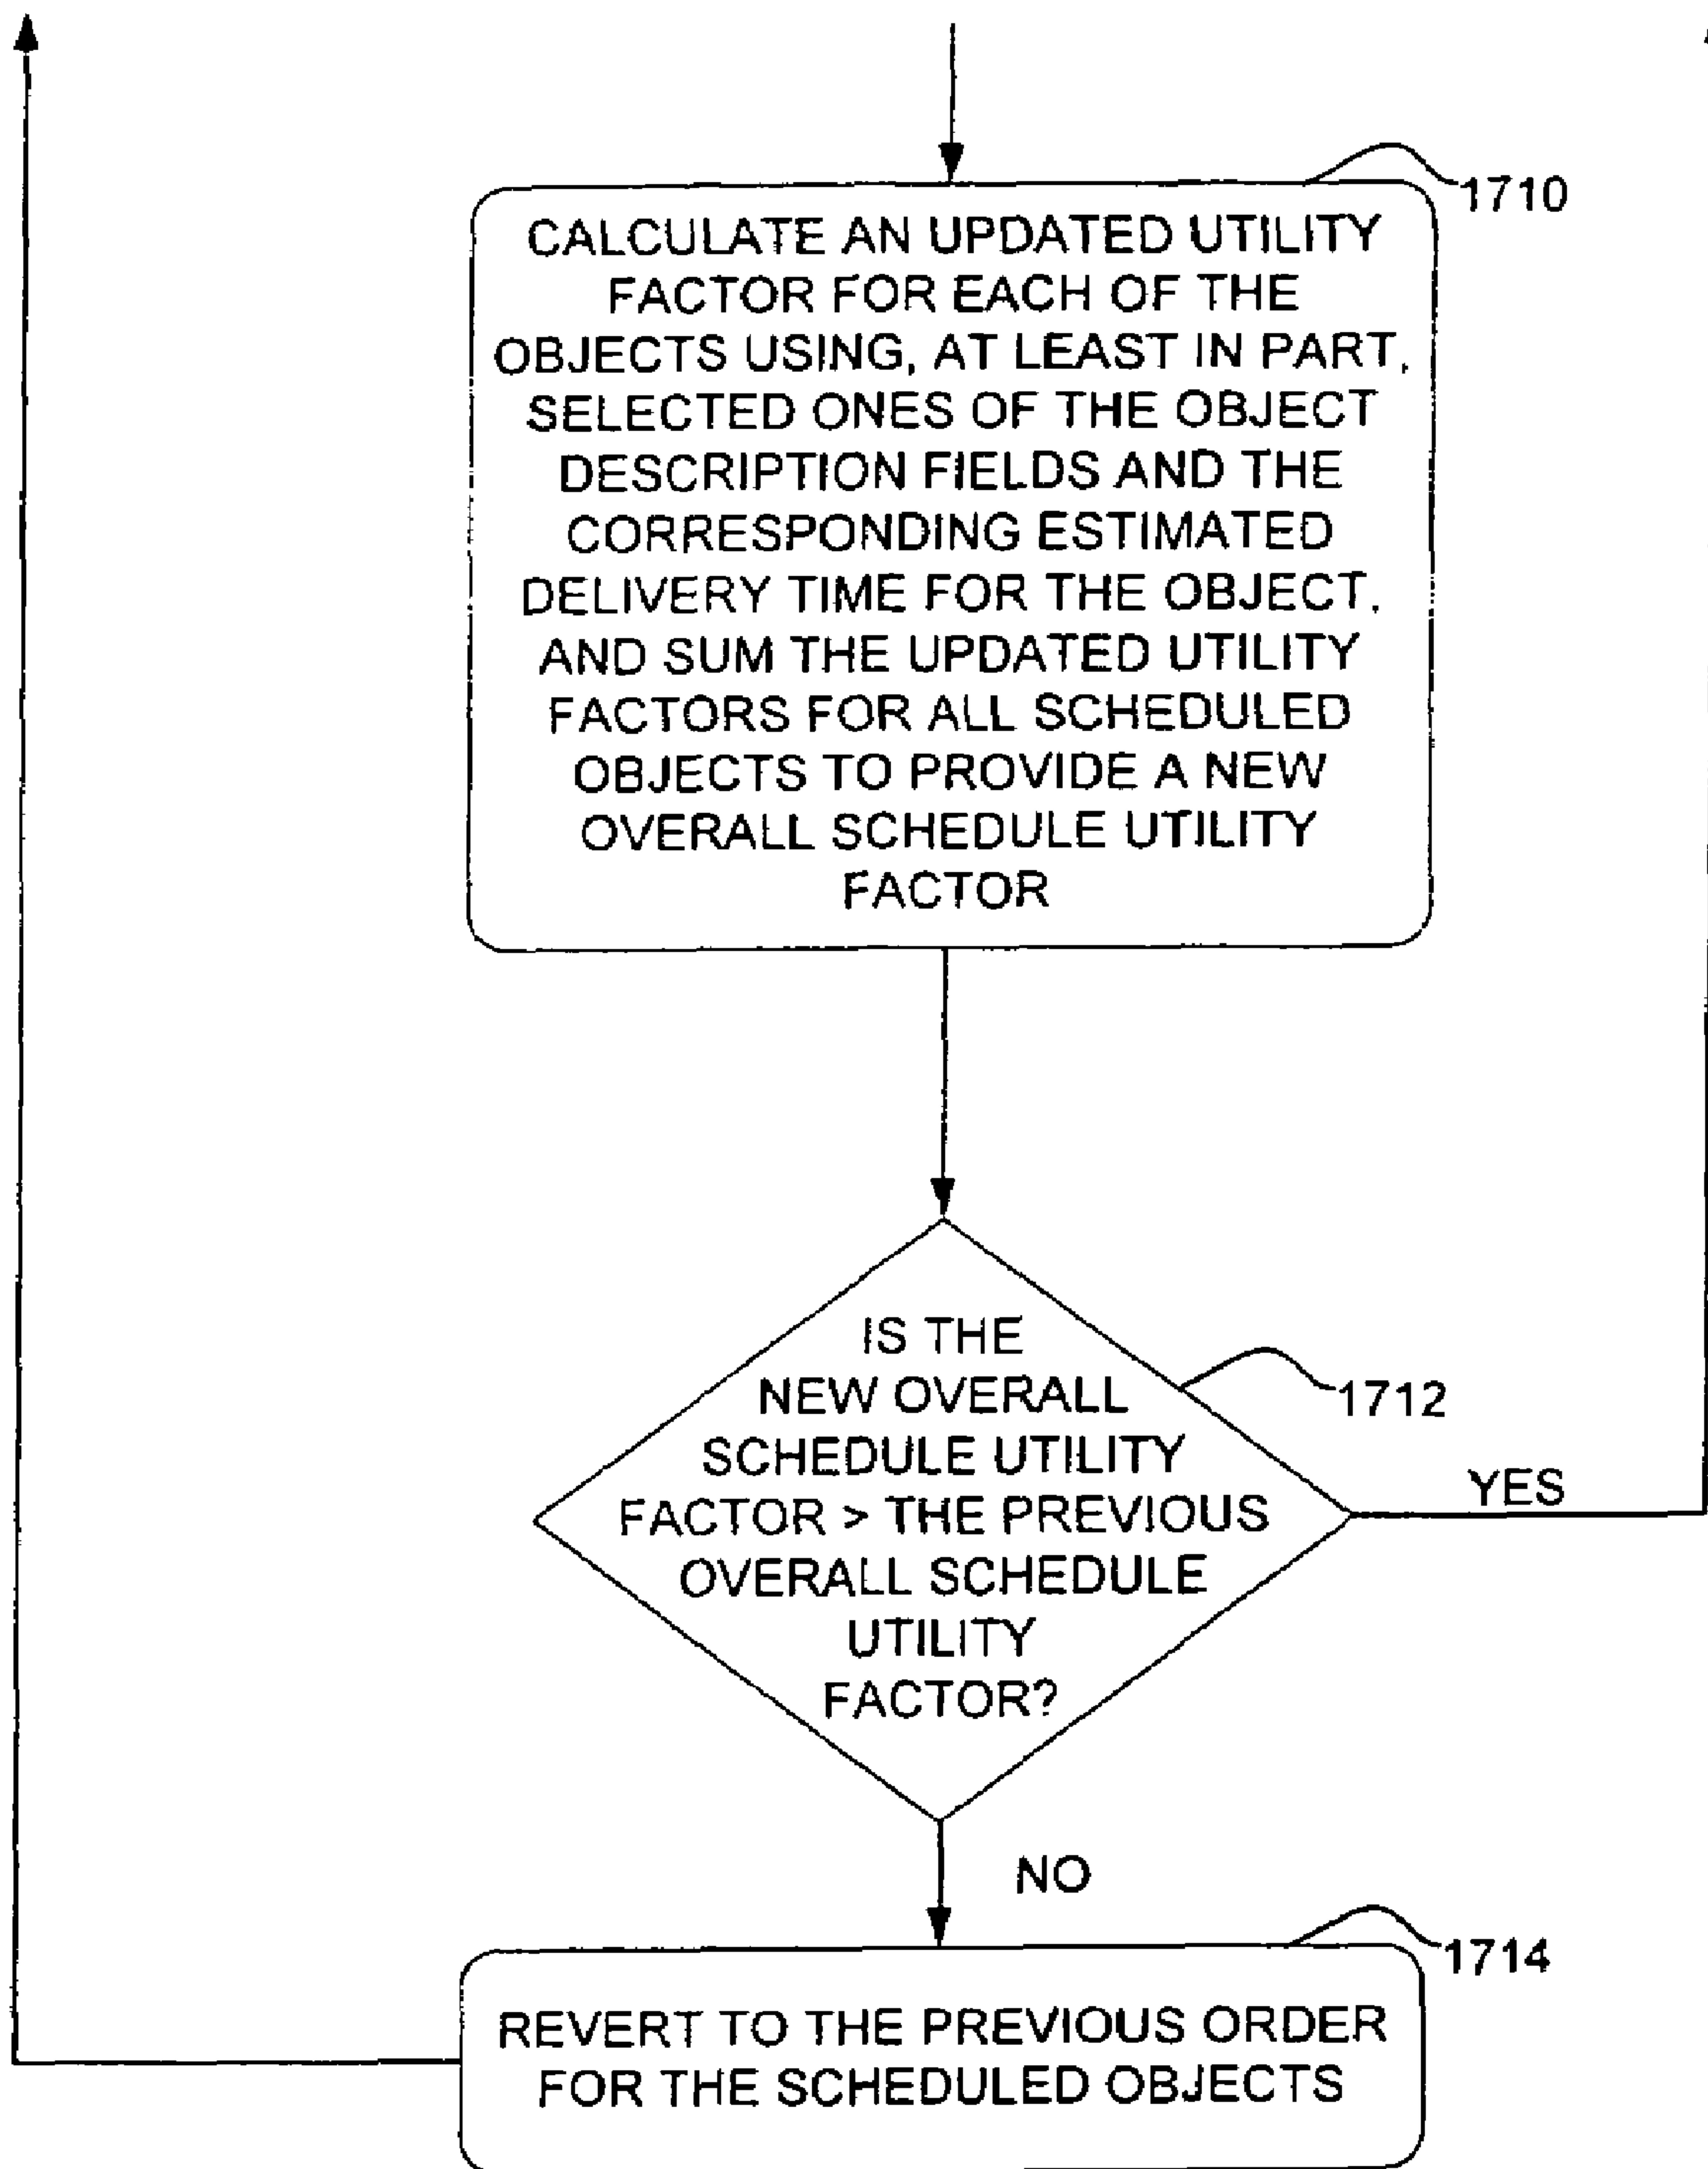 1710
CALCULATE AN UPDATED UTILITY
FACTOR FOR EACH OF THE
OBJECTS USING, AT LEAST IN PART,
SELECTED ONES OF THE OBJECT
DESCRIPTION FIELDS AND THE
CORRESPONDING ESTIMATED
DELIVERY TIME FOR THE OBJECT,
AND SUM THE UPDATED UTILITY
FACTORS FOR ALL SCHEDULED
OBJECTS TO PROVIDE A NEW
OVERALL SCHEDULE UTILITY
FACTOR
IS THE
NEW OVERALL
SCHEDULE UTILITY
FACTOR > THE PREVIOUS
OVERALL SCHEDULE
UTILITY
FACTOR?
1712
YES
NO
1714
REVERT TO THE PREVIOUS ORDER
FOR THE SCHEDULED OBJECTS